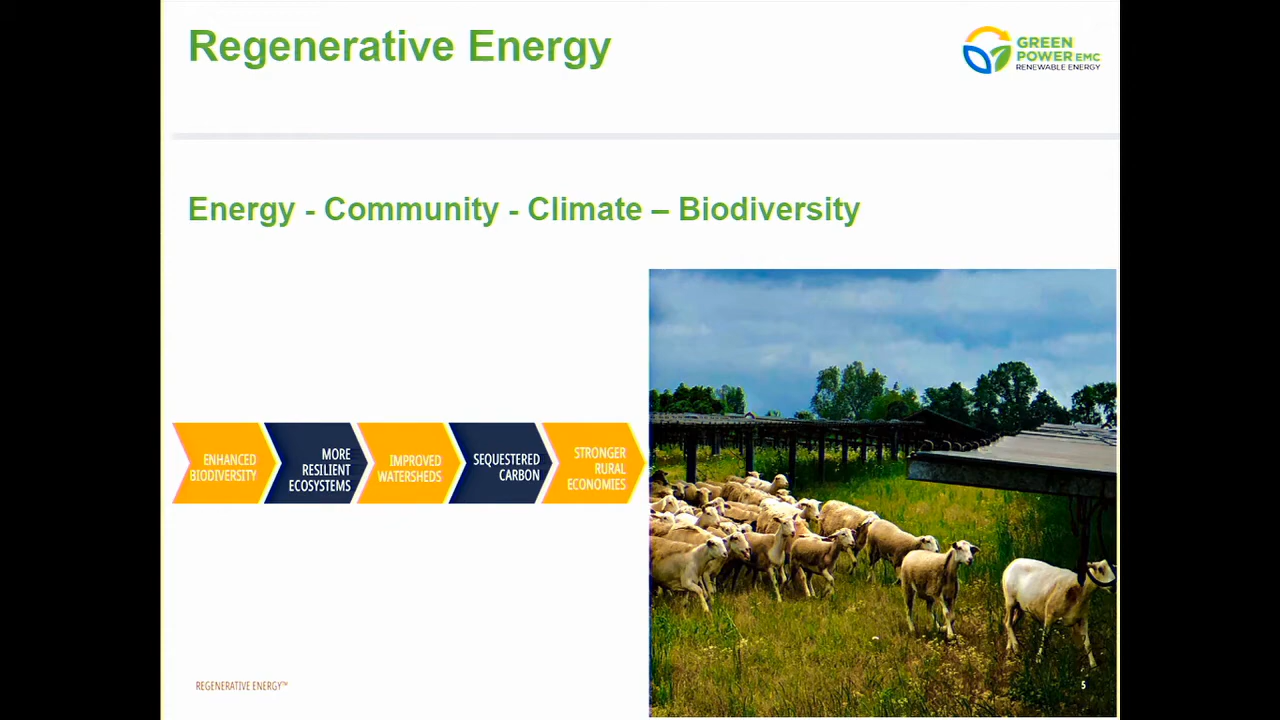 Regenerative Energy
GREEN
POWER EMC
RENEWABLE ENERGY
Energy - Community - Climate – Biodiversity
ENHANCED
BIODIVERSITY
MORE
RESILIENT
ECOSYSTEMS
IMPROVED
WATERSHEDS
SEQUESTERED
CARBON
STRONGER
RURAL
ECONOMIES
REGENERATIVE ENERGY™
5